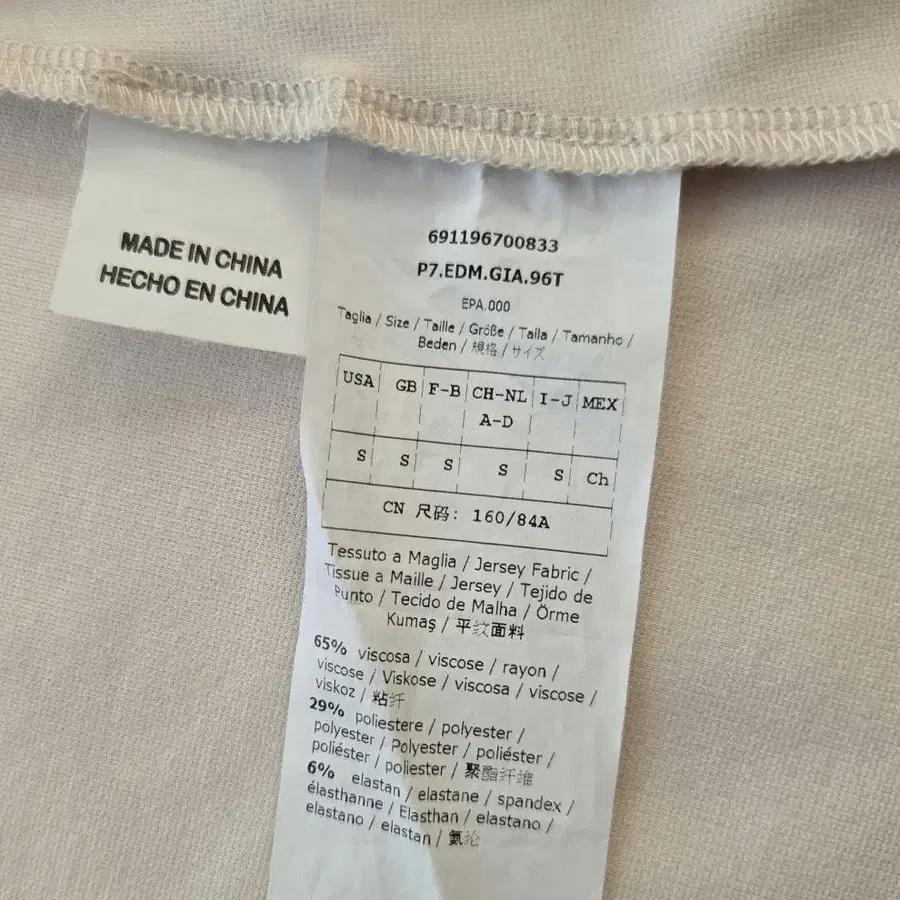 MADE IN CHINA
HECHO EN CHINA
691196700833
P7.EDM.GIA.96T
EPA.000
Taglia / Size / Taille / Größe / Talla / Tamanho /
Beden / 規格 / サイズ
USA GB F-B CH-NL I-J MEX
A-D
S S S S S Ch
CN 尺码: 160/84A
Tessuto a Maglia / Jersey Fabric /
Tissue a Maille / Jersey / Tejido de
Punto / Tecido de Malha / Örme
Kumaş / 平纹面料
65% viscosa / viscose / rayon /
viscose / Viskose / viscosa / viscose /
viskoz / 粘纤
29% poliestere / polyester /
polyester / Polyester / poliéster /
poliéster / poliester / 聚酯纤维
6% elastan / elastane / spandex /
élasthanne / Elasthan / elastano /
elastano / elastan / 氨纶